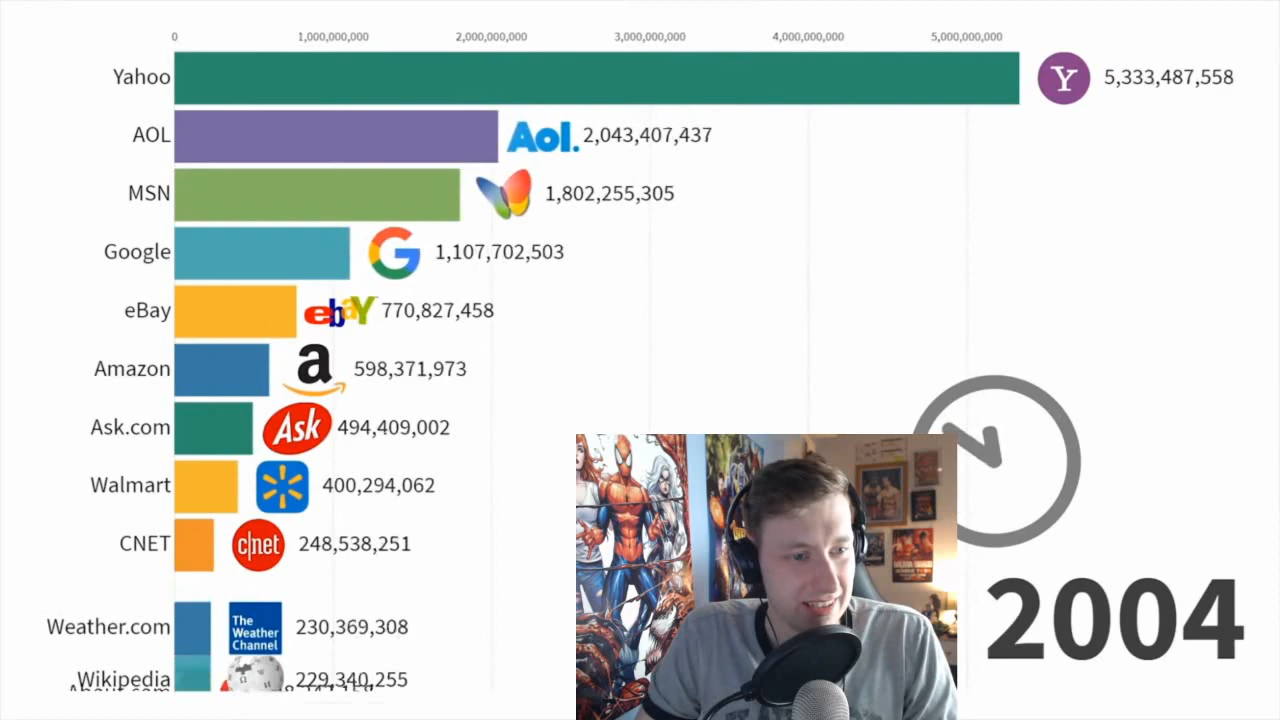 0 1,000,000,000 2,000,000,000 3,000,000,000 4,000,000,000 5,000,000,000
Yahoo Y 5,333,487,558
AOL Aol. 2,043,407,437
MSN 1,802,255,305
Google G 1,107,702,503
eBay ebaY 770,827,458
Amazon a 598,371,973
Ask.com Ask 494,409,002
Walmart 400,294,062
CNET c|net 248,538,251
Weather.com The Weather Channel 230,369,308
Wikipedia 229,340,255
About.com
2004